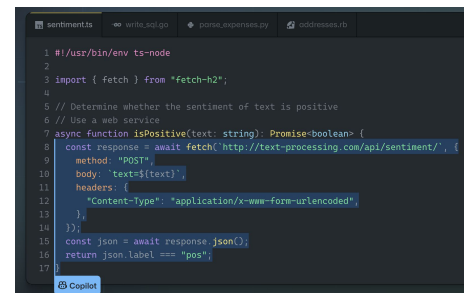 sentiment.ts write_sql.go parse_expenses.py addresses.rb
1 #!/usr/bin/env ts-node
2
3 import { fetch } from "fetch-h2";
4
5 // Determine whether the sentiment of text is positive
6 // Use a web service
7 async function isPositive(text: string): Promise<boolean> {
8 const response = await fetch(`http://text-processing.com/api/sentiment/`, {
9 method: "POST",
10 body: `text=${text}`,
11 headers: {
12 "Content-Type": "application/x-www-form-urlencoded",
13 },
14 });
15 const json = await response.json();
16 return json.label === "pos";
17 }
Copilot